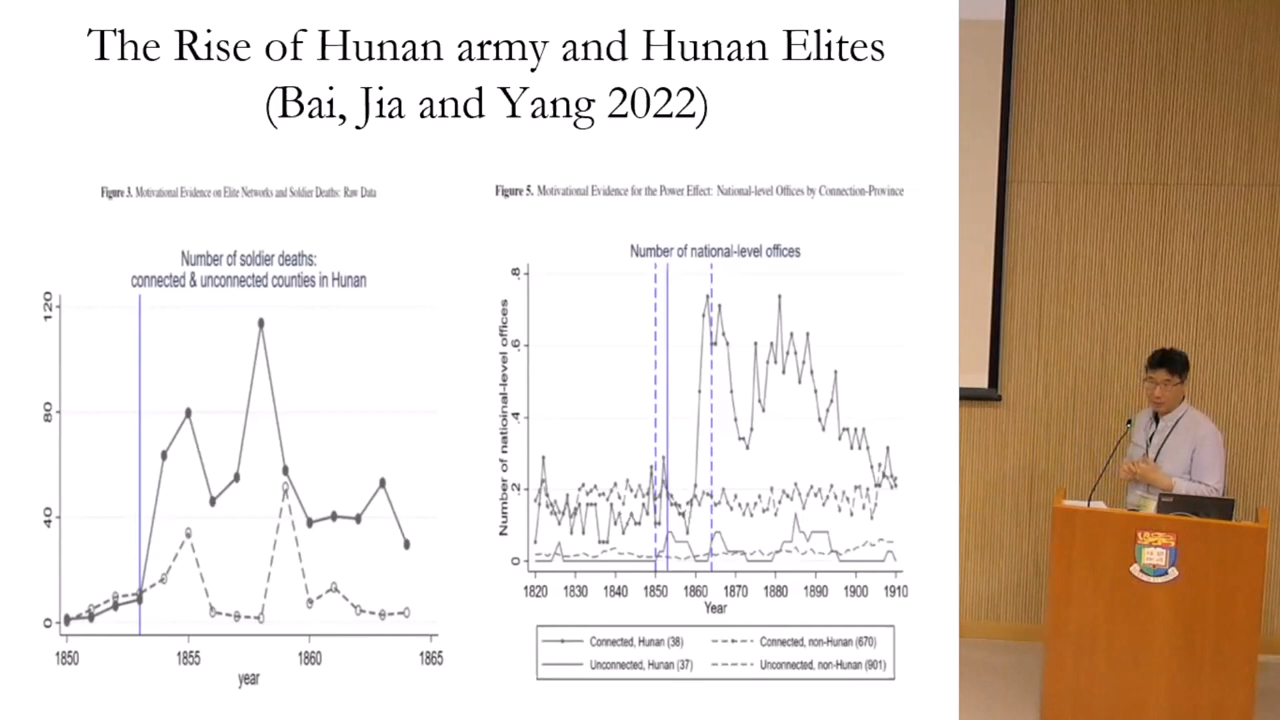 The Rise of Hunan army and Hunan Elites
(Bai, Jia and Yang 2022)
Figure 3. Motivational Evidence on Elite Networks and Soldier Deaths: Raw Data
Number of soldier deaths:
connected & unconnected counties in Hunan
120
80
40
0
1850 1855 1860 1865
year
Figure 5. Motivational Evidence for the Power Effect: National-level Offices by Connection-Province
Number of national-level offices
Number of natioinal-level offices
.8
.6
.4
.2
0
1820 1830 1840 1850 1860 1870 1880 1890 1900 1910
Year
Connected, Hunan (38) Connected, non-Hunan (670)
Unconnected, Hunan (37) Unconnected, non-Hunan (901)